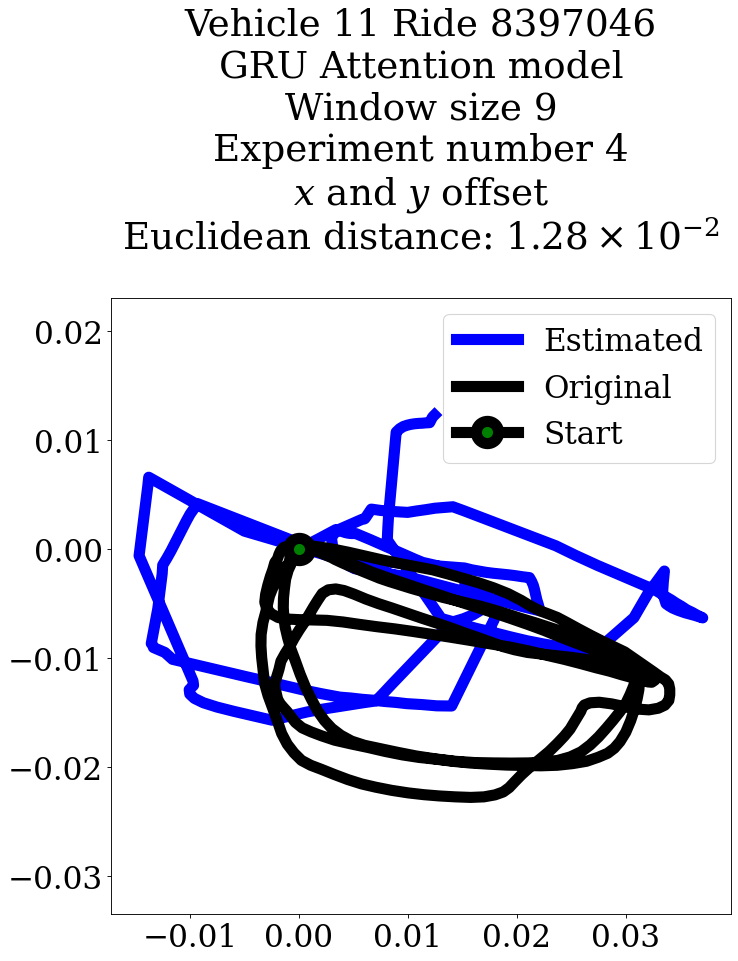 Vehicle 11 Ride 8397046
GRU Attention model
Window size 9
Experiment number 4
x and y offset
Euclidean distance: 1.28 × 10⁻²
Estimated
Original
Start
0.02
0.01
0.00
−0.01
−0.02
−0.03
−0.01 0.00 0.01 0.02 0.03